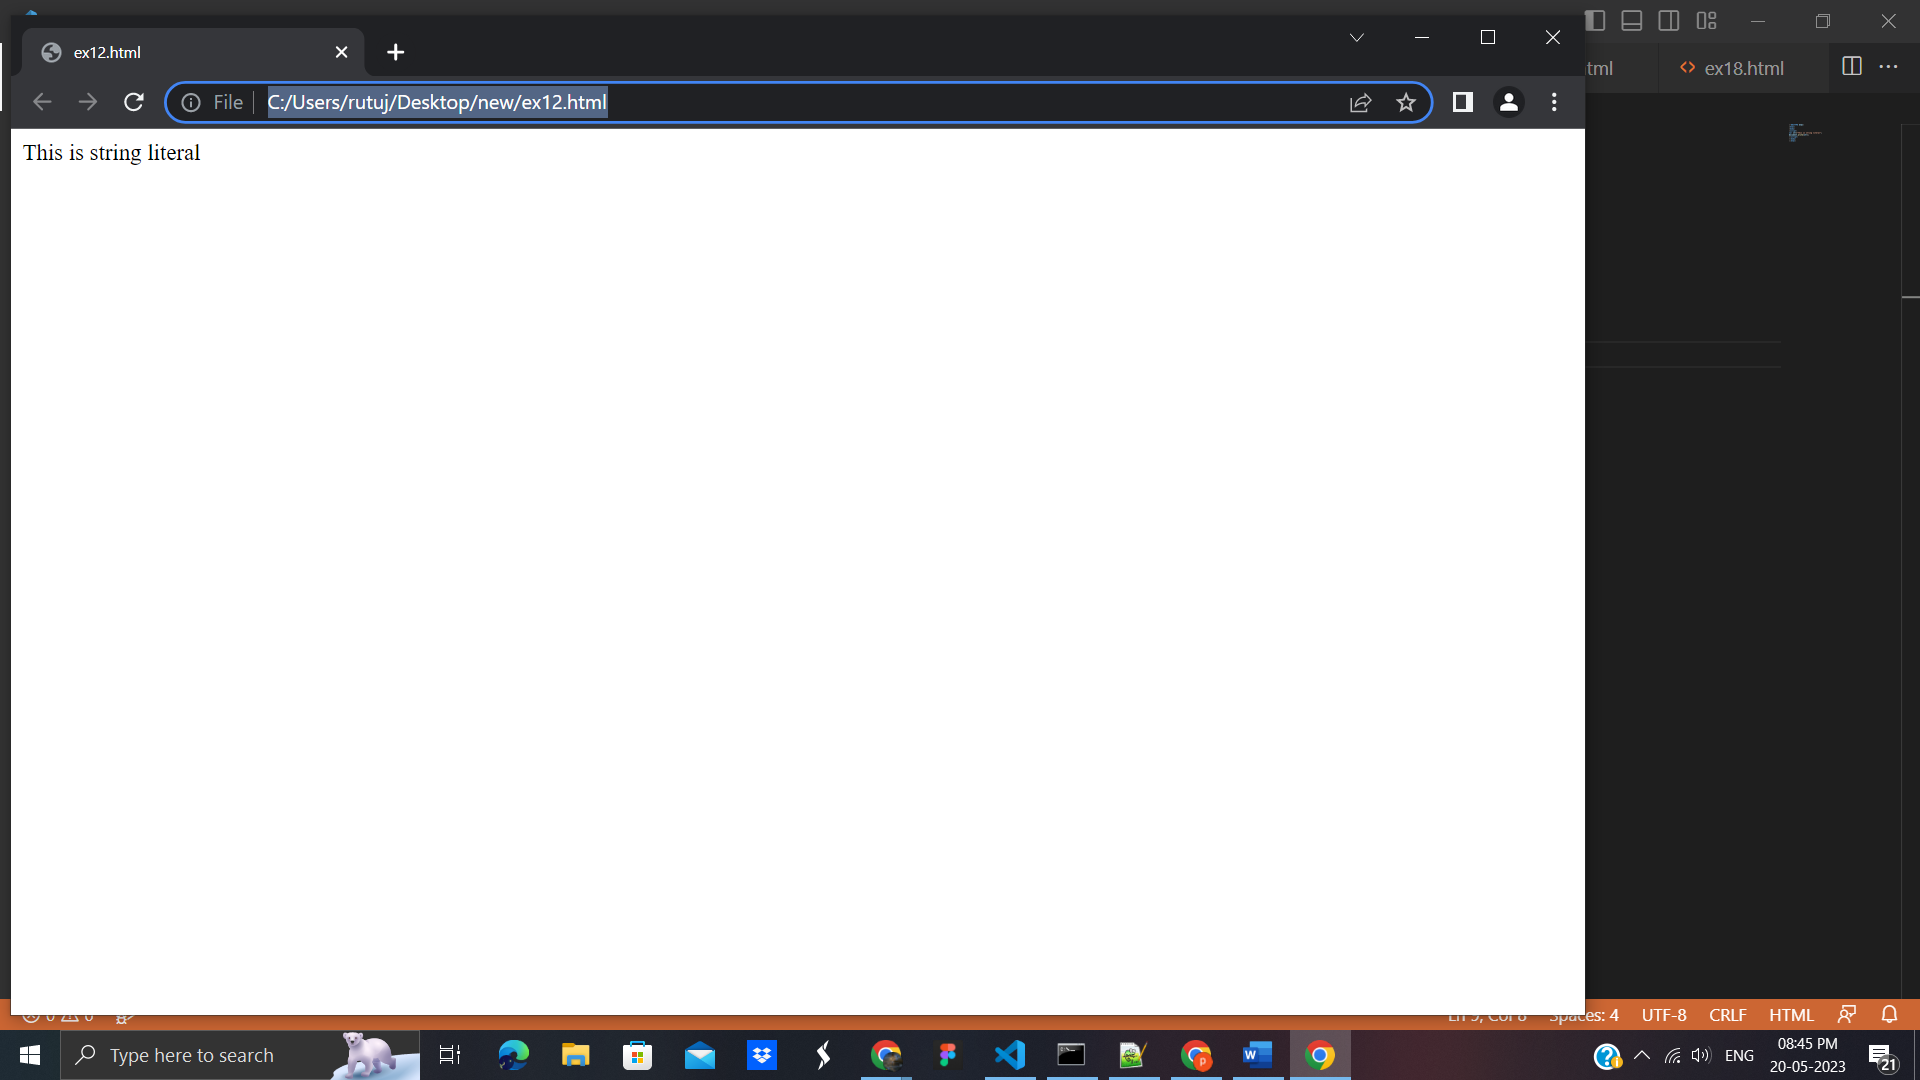 ex12.html
tml
ex18.html
File
C:/Users/rutuj/Desktop/new/ex12.html
This is string literal
Spaces: 4
UTF-8
CRLF
HTML
Type here to search
W
ENG
08:45 PM
20-05-2023
21